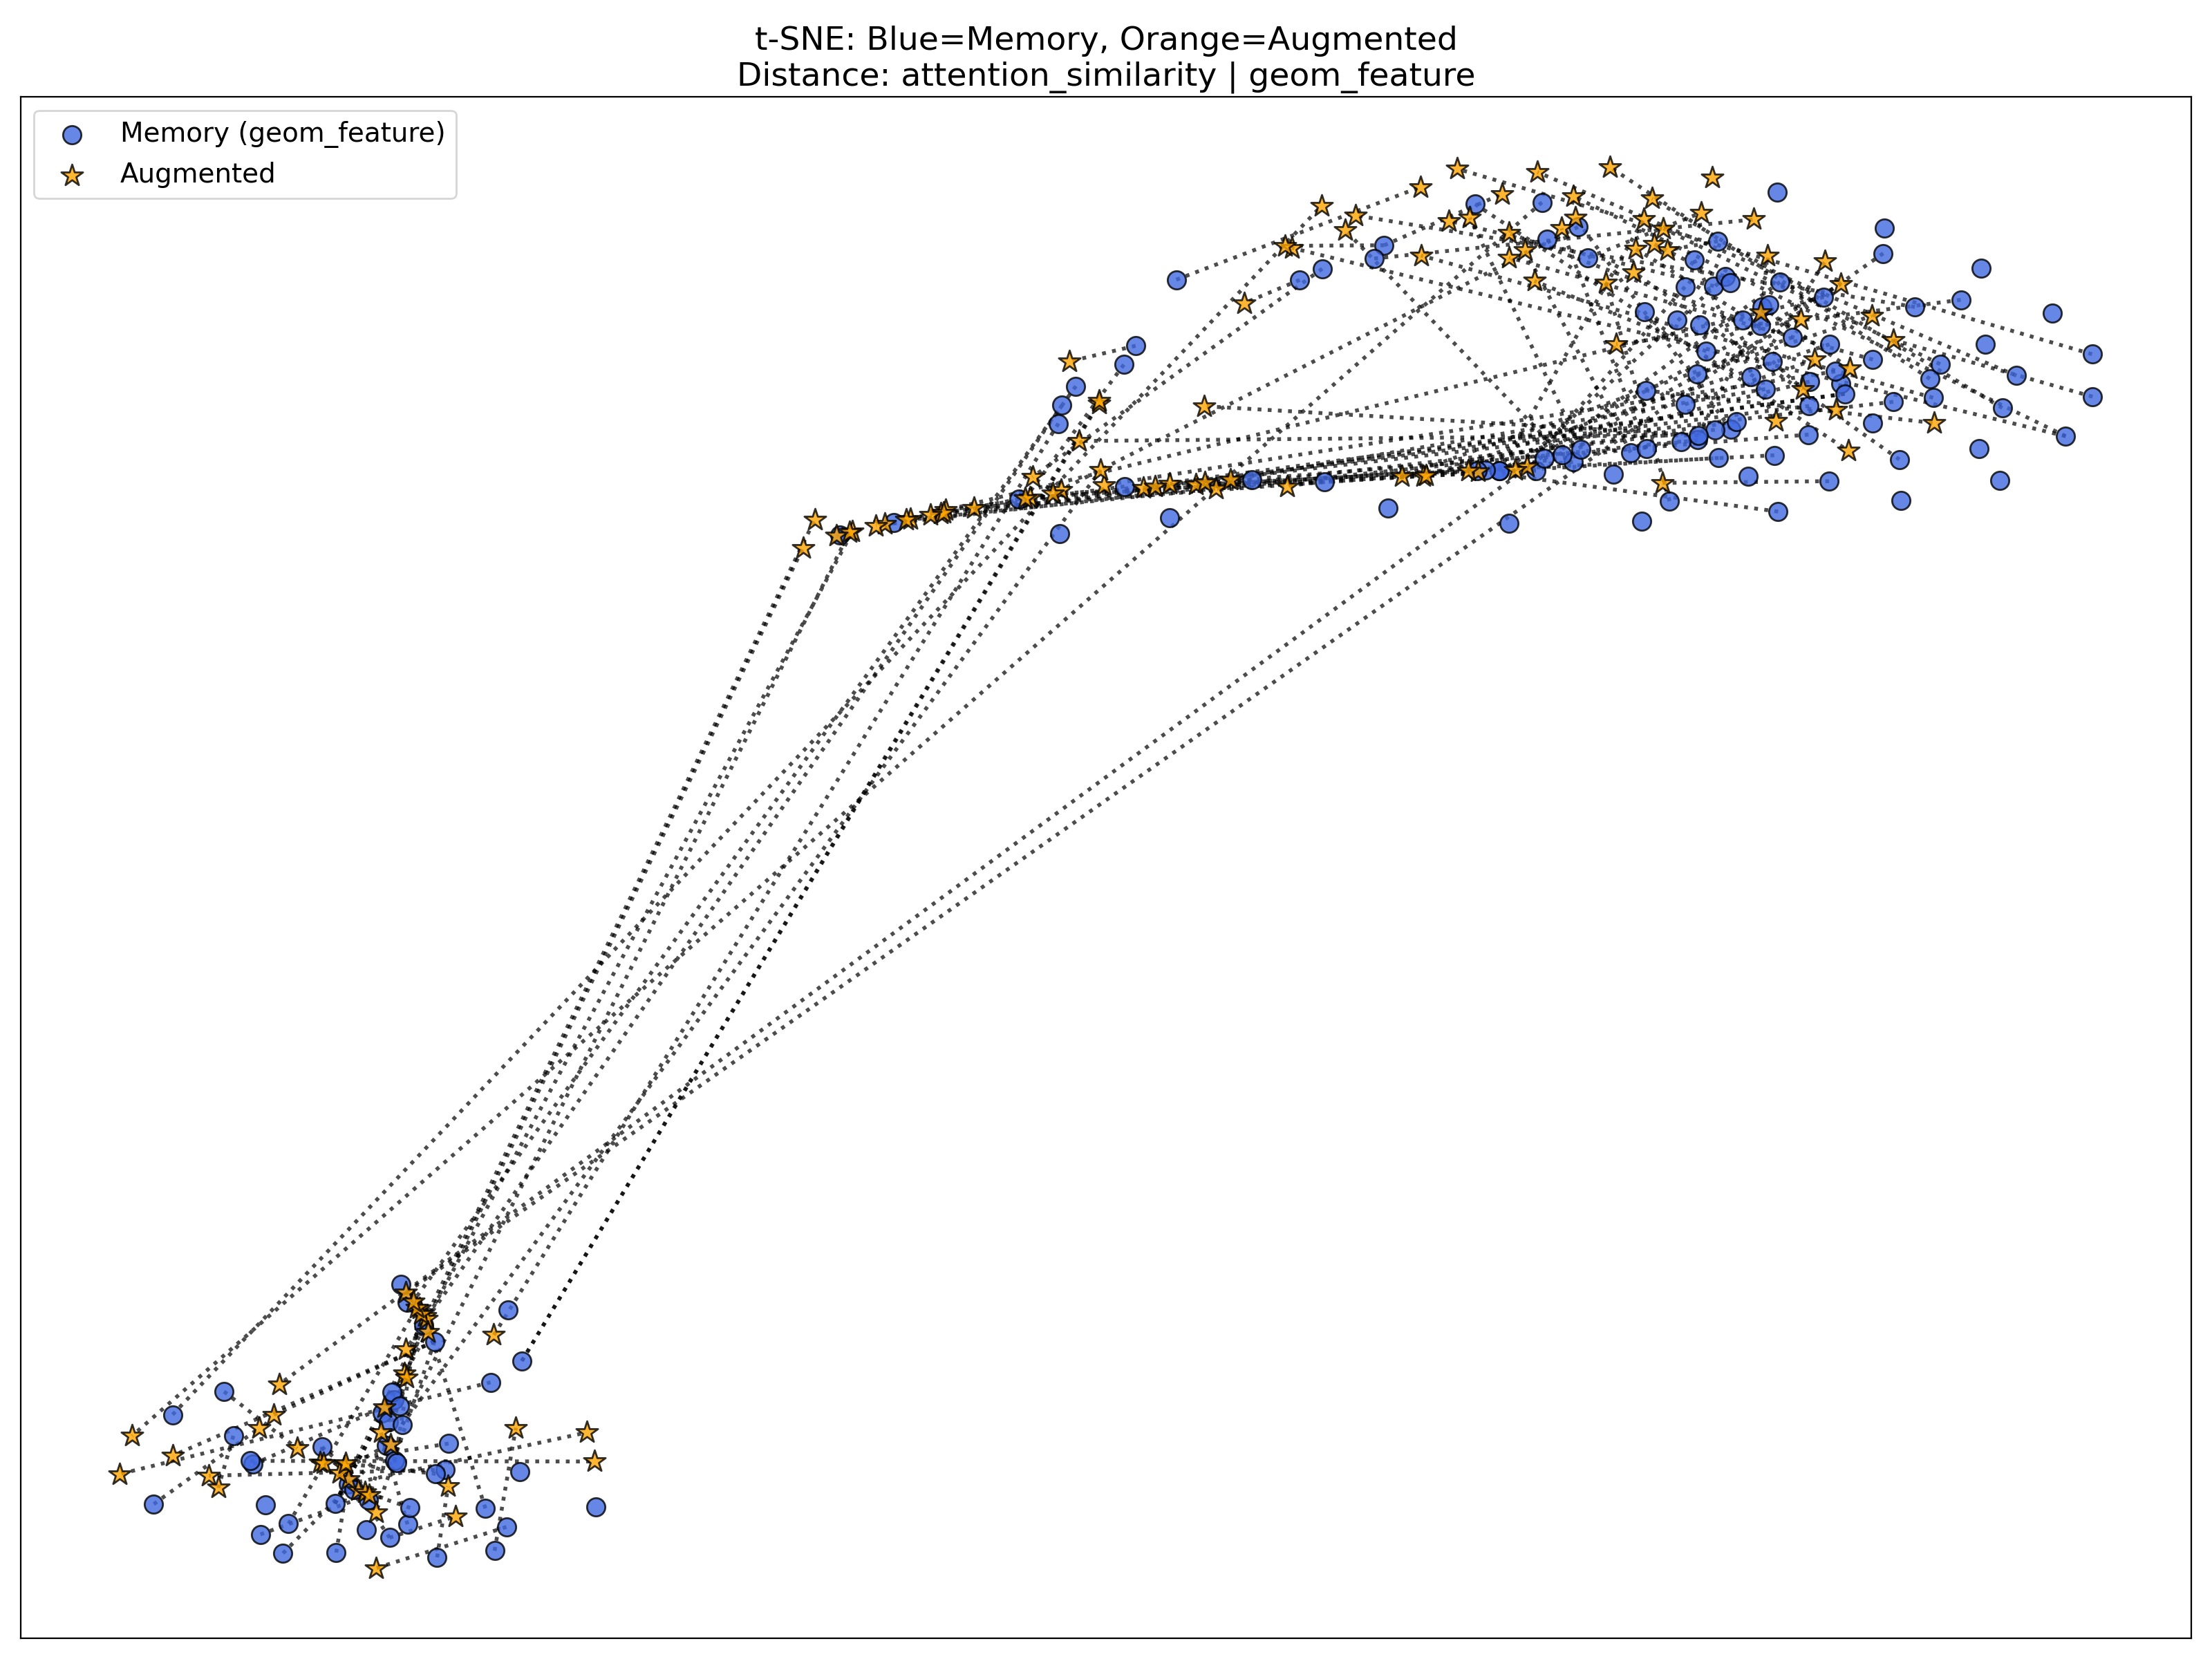 t-SNE: Blue=Memory, Orange=Augmented
Distance: attention_similarity | geom_feature
Memory (geom_feature)
Augmented